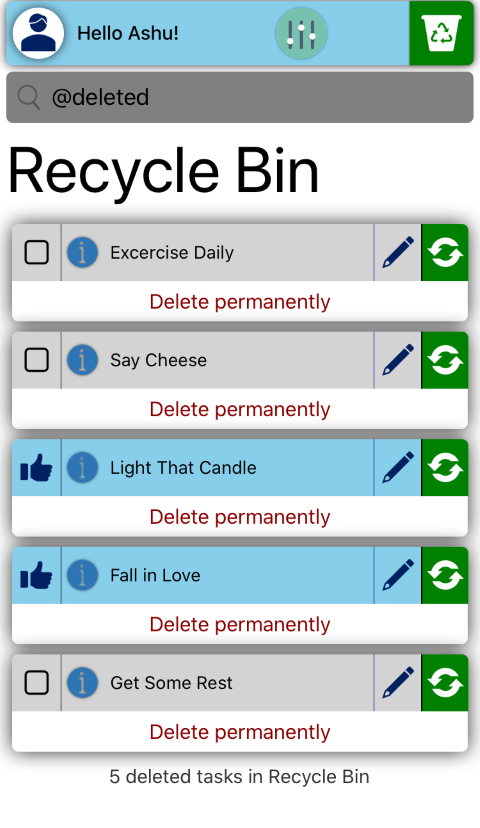 Hello Ashu!
@deleted
Recycle Bin
Excercise Daily
Delete permanently
Say Cheese
Delete permanently
Light That Candle
Delete permanently
Fall in Love
Delete permanently
Get Some Rest
Delete permanently
5 deleted tasks in Recycle Bin